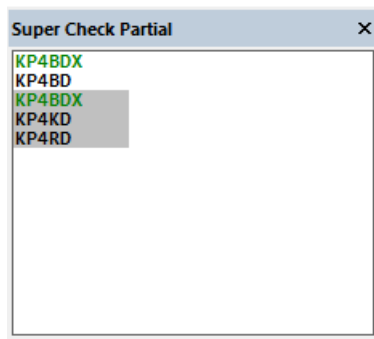 Super Check Partial
KP4BDX
KP4BD
KP4BDX
KP4KD
KP4RD